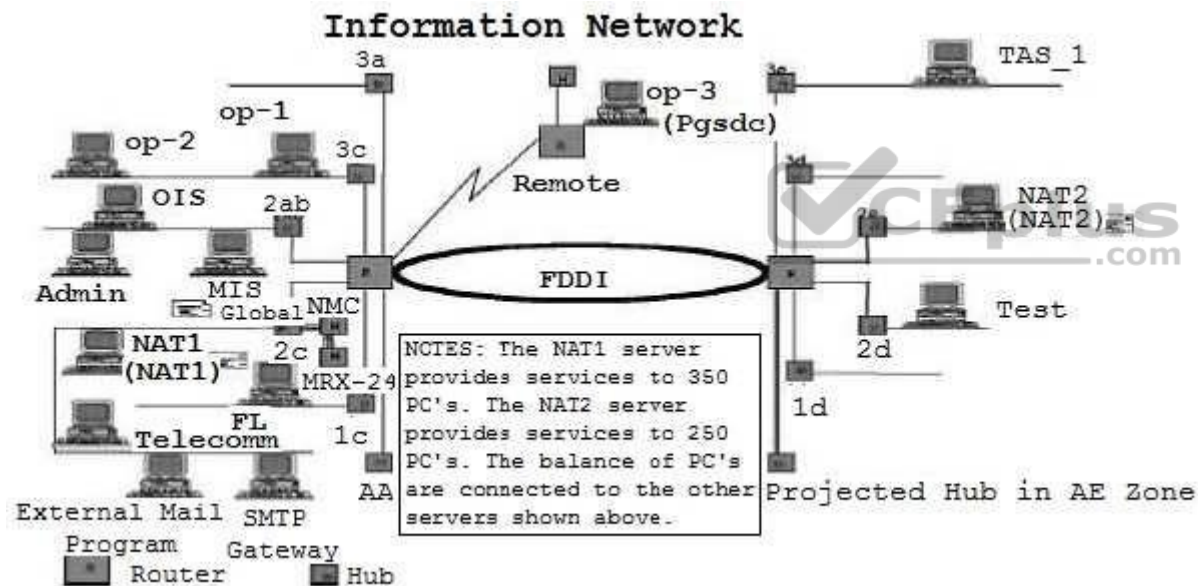 Information Network
3a
TAS_1
op-1
op-3
(Pgsdc)
op-2
3c
3d
Remote
OIS
2ab
NAT2
(NAT2)
VCEplus
.com
FDDI
Admin
MIS
Global
NMC
Test
NAT1
(NAT1)
2c
2d
MRX-24
NOTES: The NAT1 server
provides services to 350
PC's. The NAT2 server
provides services to 250
PC's. The balance of PC's
are connected to the other
servers shown above.
FL
1c
1d
Telecomm
AA
Projected Hub in AE Zone
External Mail
Program
SMTP
Gateway
Router
Hub